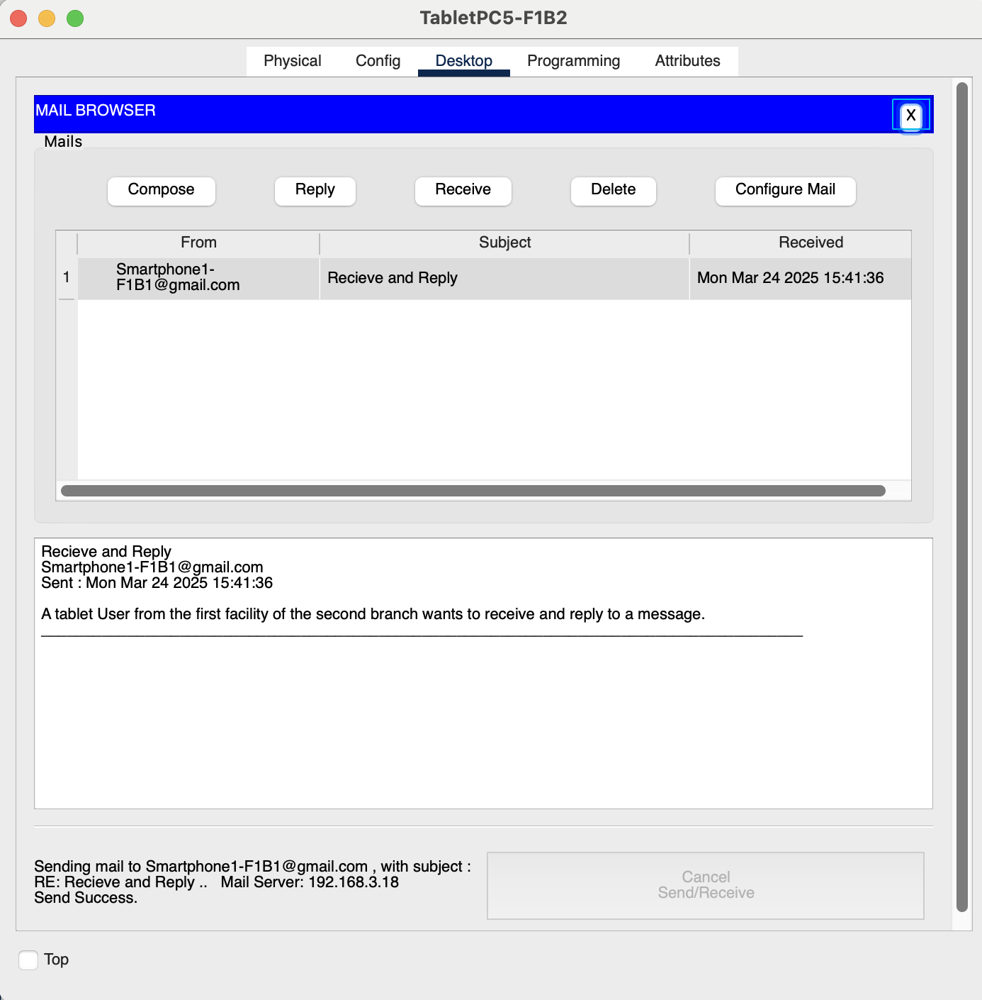 TabletPC5-F1B2
Physical Config Desktop Programming Attributes
MAIL BROWSER X
Mails
Compose Reply Receive Delete Configure Mail
From Subject Received
1 Smartphone1-
F1B1@gmail.com Recieve and Reply Mon Mar 24 2025 15:41:36
Recieve and Reply
Smartphone1-F1B1@gmail.com
Sent : Mon Mar 24 2025 15:41:36
A tablet User from the first facility of the second branch wants to receive and reply to a message.
Sending mail to Smartphone1-F1B1@gmail.com , with subject :
RE: Recieve and Reply .. Mail Server: 192.168.3.18
Send Success.
Cancel
Send/Receive
Top